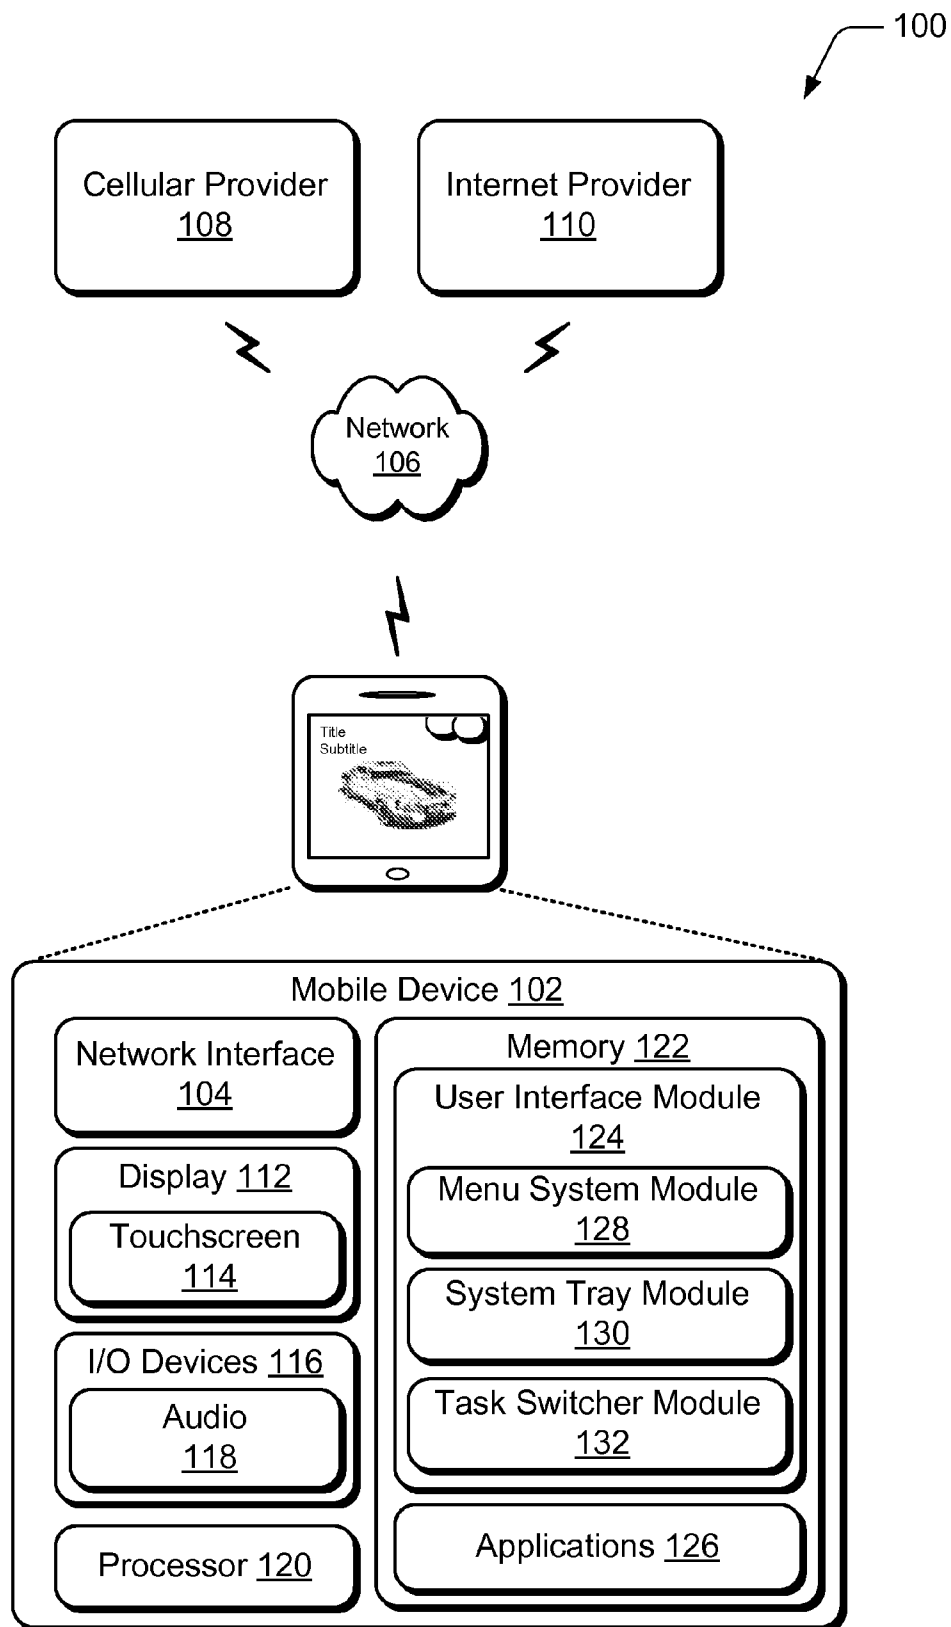 100
Cellular Provider
108
Internet Provider
110
Network
106
Title
Subtitle
Mobile Device 102
Network Interface
104
Display 112
Touchscreen
114
I/O Devices 116
Audio
118
Processor 120
Memory 122
User Interface Module
124
Menu System Module
128
System Tray Module
130
Task Switcher Module
132
Applications 126